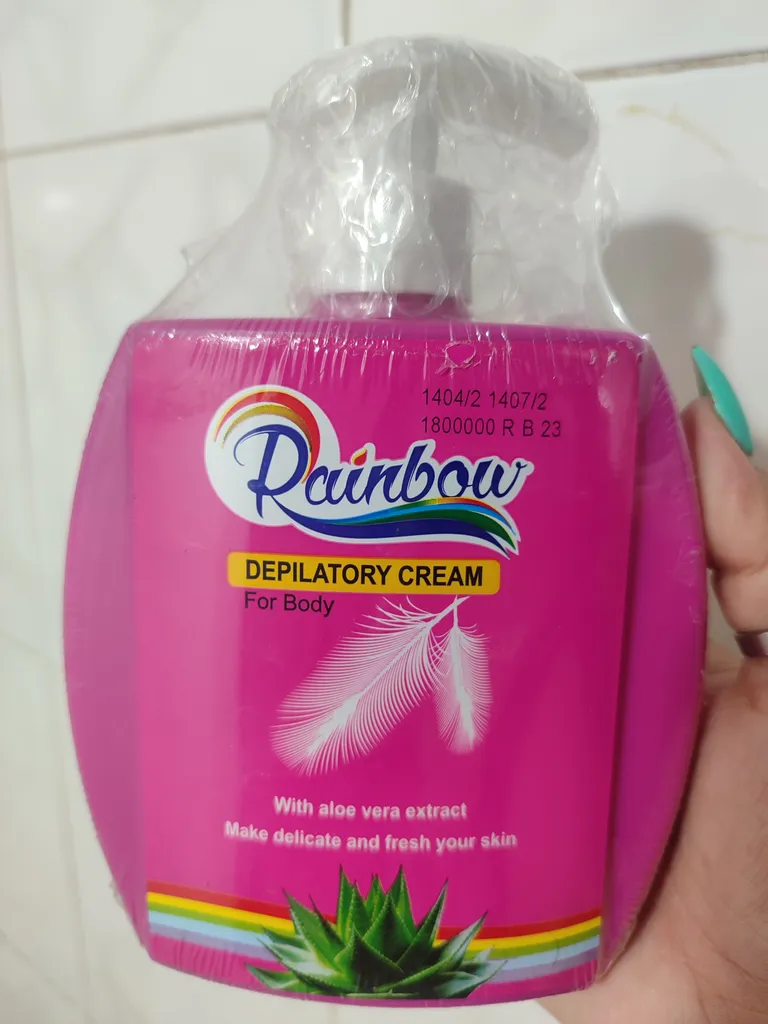 1404/2 1407/2
1800000 R B 23
Rainbow
DEPILATORY CREAM
For Body
With aloe vera extract
Make delicate and fresh your skin